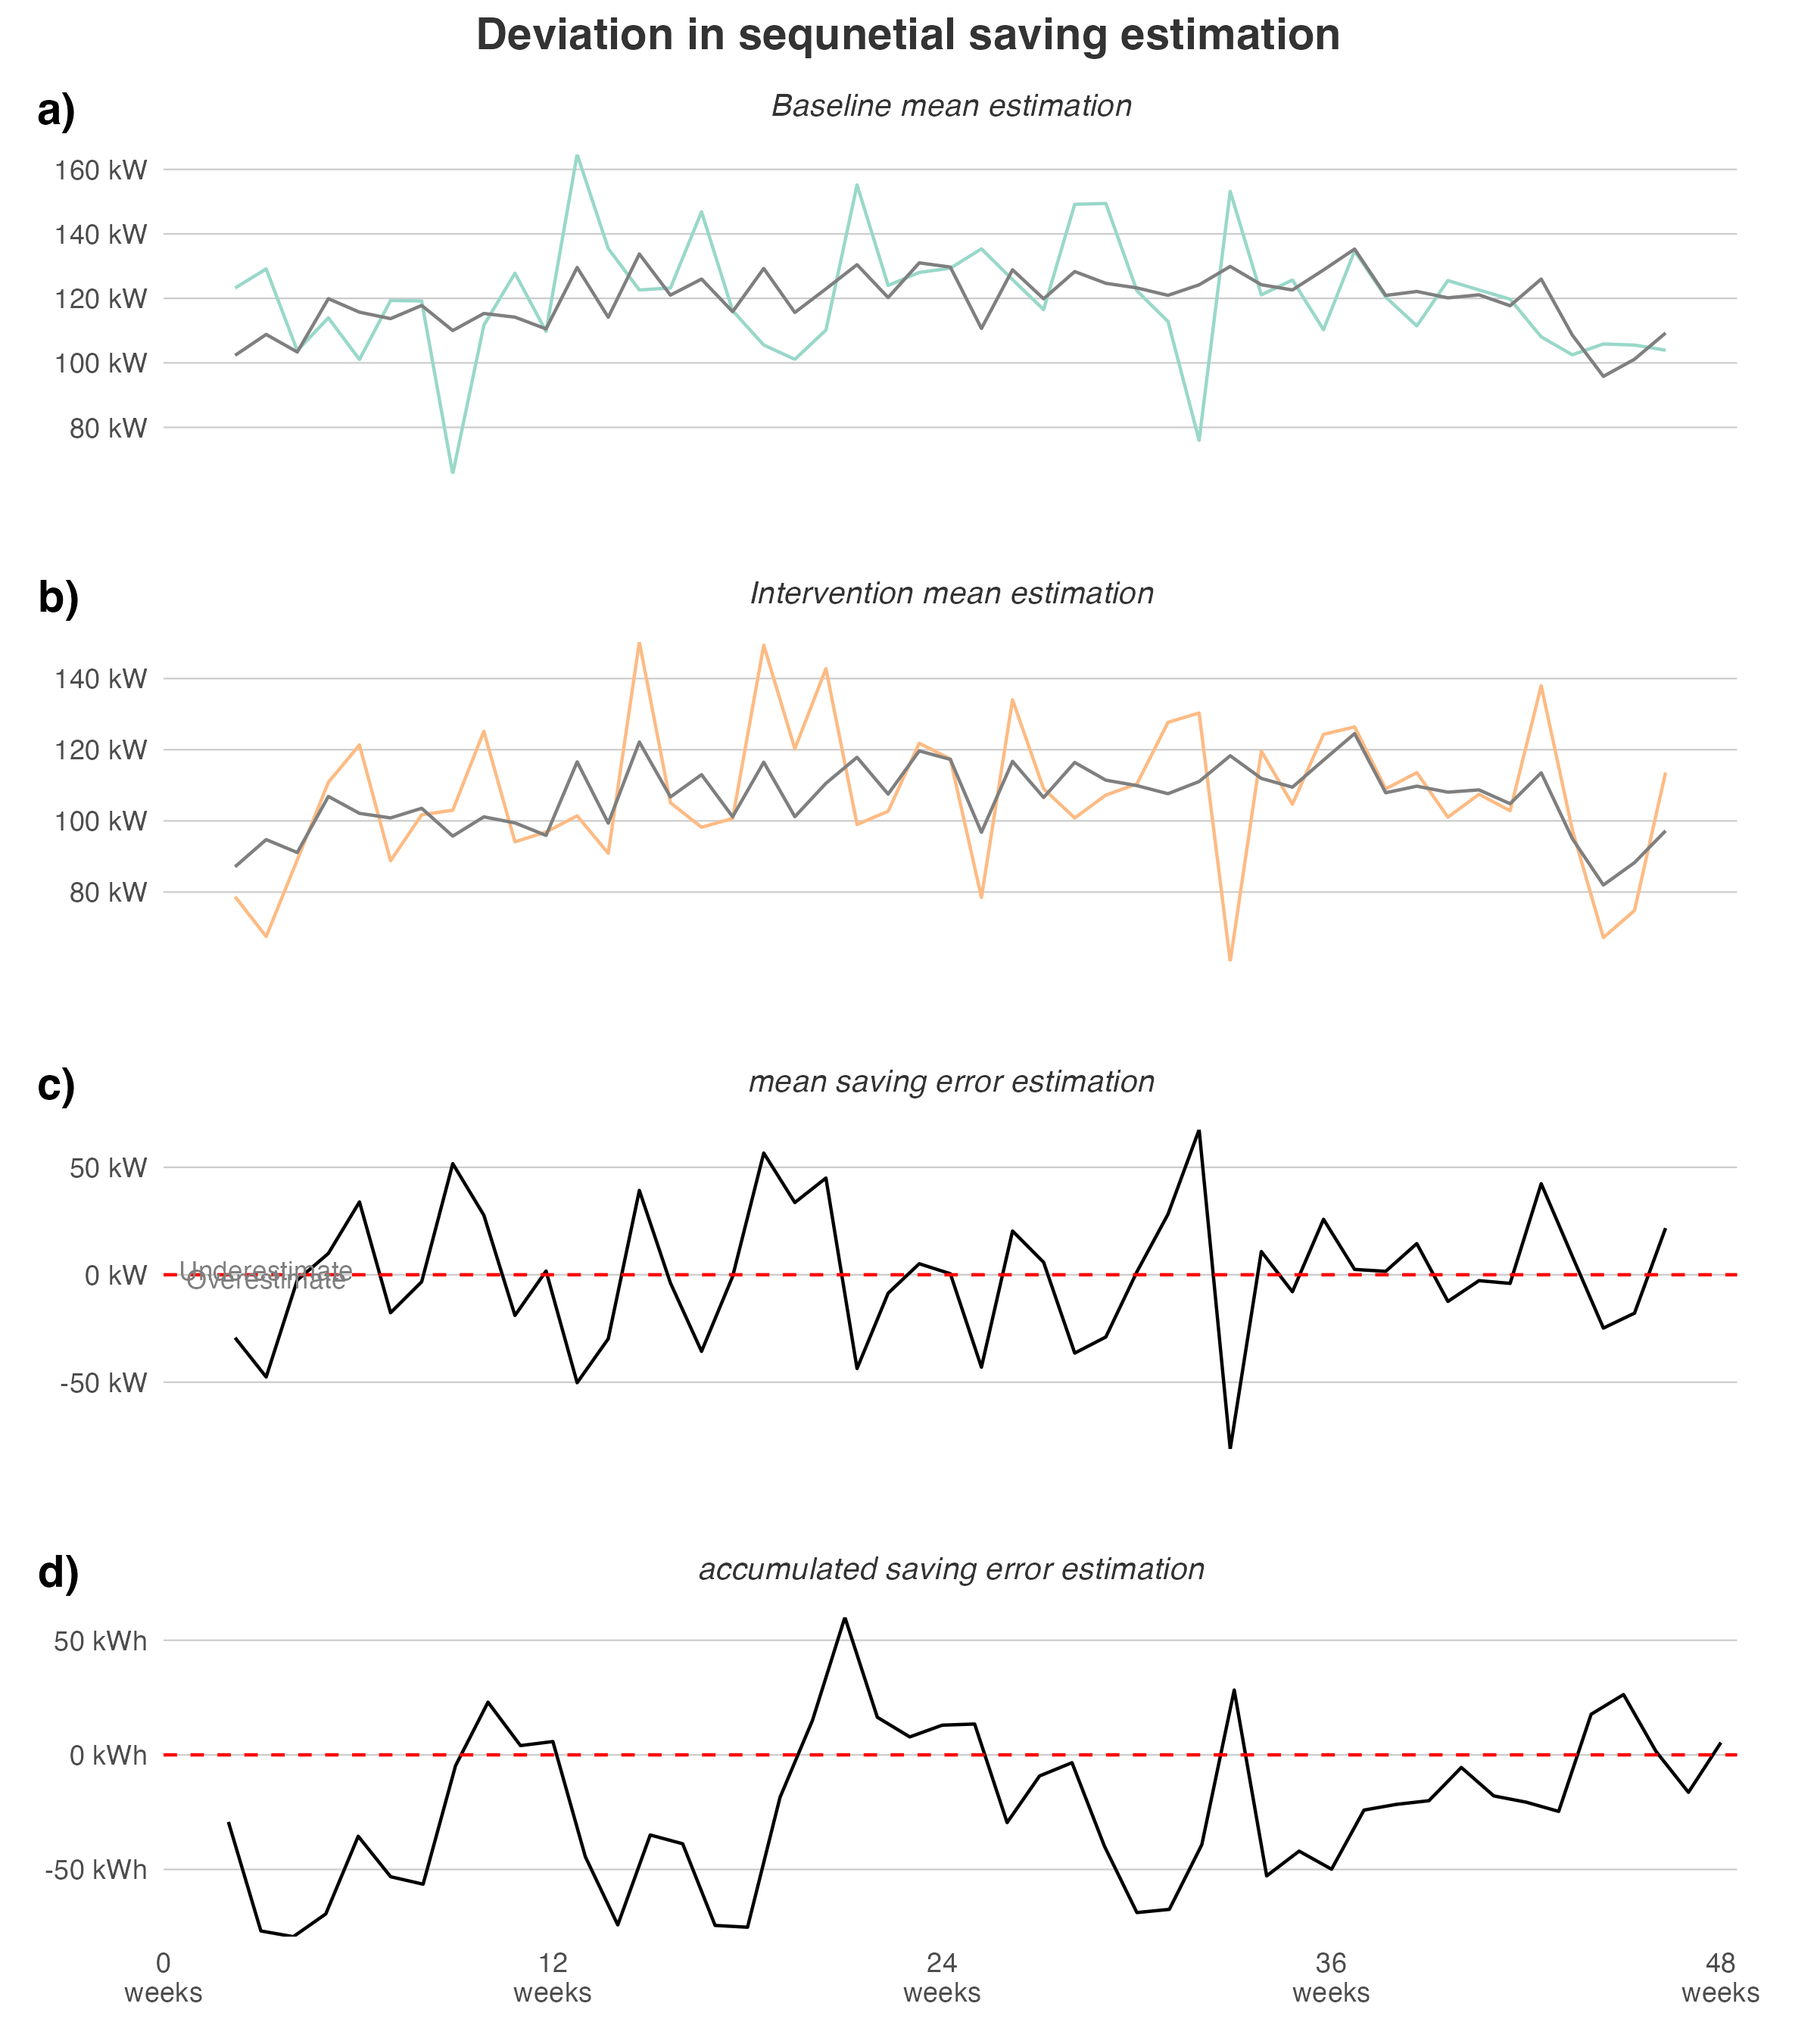 Deviation in sequnetial saving estimation
a)
Baseline mean estimation
160 kW
140 kW
120 kW
100 kW
80 kW
b)
Intervention mean estimation
140 kW
120 kW
100 kW
80 kW
c)
mean saving error estimation
50 kW
Underestimate
0 kW
Overestimate
-50 kW
d)
accumulated saving error estimation
50 kWh
0 kWh
-50 kWh
0 12 24 36 48
weeks weeks weeks weeks weeks